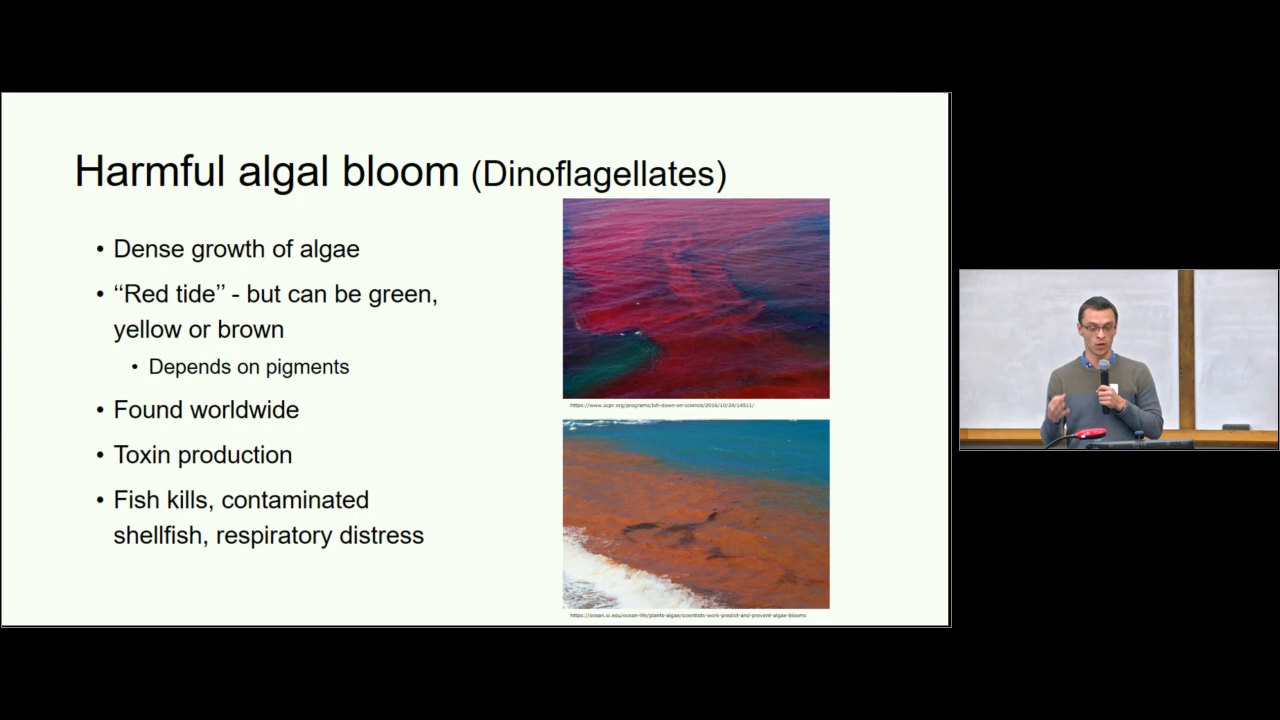 Harmful algal bloom (Dinoflagellates)
• Dense growth of algae
• “Red tide” - but can be green,
yellow or brown
• Depends on pigments
• Found worldwide
• Toxin production
• Fish kills, contaminated
shellfish, respiratory distress
https://www.scpr.org/programs/loh-down-on-science/2016/10/24/14511/
https://ocean.si.edu/ocean-life/plants-algae/scientists-work-predict-and-prevent-algae-blooms